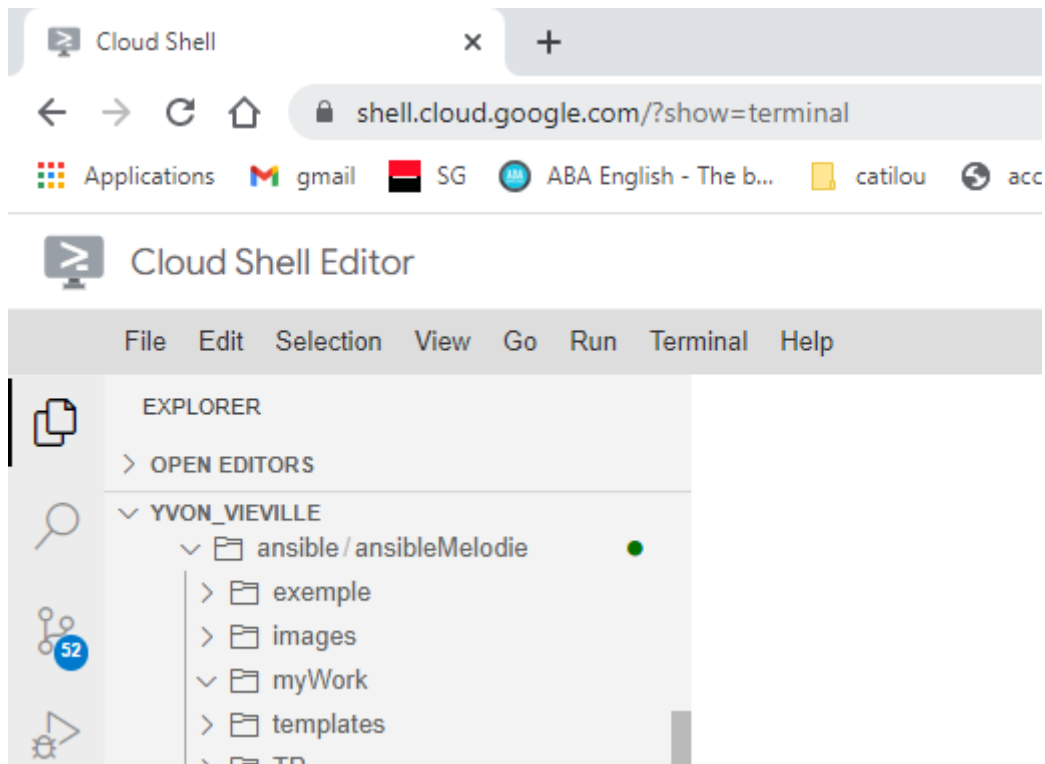 Cloud Shell
shell.cloud.google.com/?show=terminal
Applications gmail SG ABA ABA English - The b... catilou acc
Cloud Shell Editor
File Edit Selection View Go Run Terminal Help
EXPLORER
OPEN EDITORS
YVON_VIEVILLE
ansible / ansibleMelodie
exemple
images
52
myWork
templates
TP